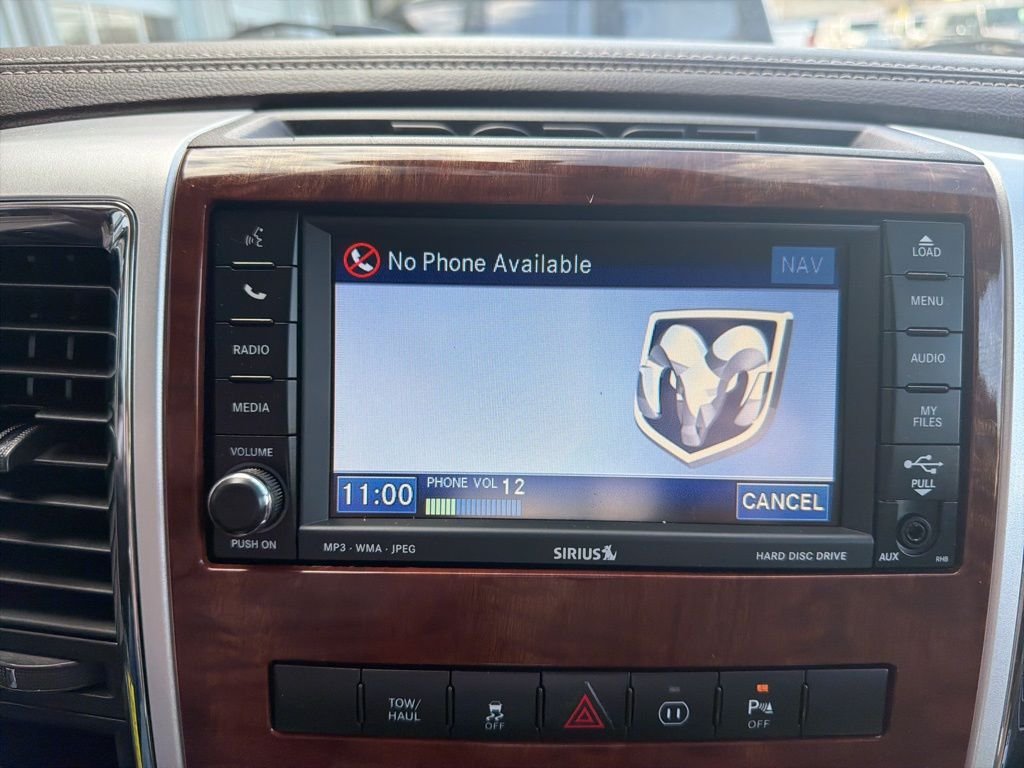 No Phone Available
NAV
LOAD
MENU
RADIO
AUDIO
MEDIA
MY
FILES
VOLUME
PULL
11:00
PHONE VOL 12
CANCEL
PUSH ON
MP3 · WMA · JPEG
SIRIUS
HARD DISC DRIVE
AUX
RHB
TOW/
HAUL
OFF
P
OFF